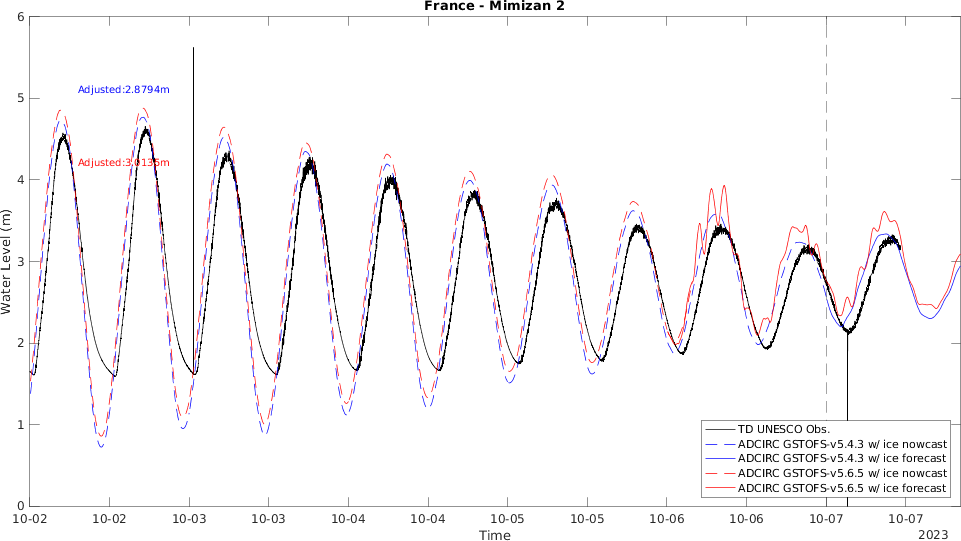 France - Mimizan 2
6
5
4
3
2
1
0
Water Level (m)
Adjusted:2.8794m
Adjusted:3.0135m
TD UNESCO Obs.
ADCIRC GSTOFS-v5.4.3 w/ ice nowcast
ADCIRC GSTOFS-v5.4.3 w/ ice forecast
ADCIRC GSTOFS-v5.6.5 w/ ice nowcast
ADCIRC GSTOFS-v5.6.5 w/ ice forecast
10-02 10-02 10-03 10-03 10-04 10-04 10-05 10-05 10-06 10-06 10-07 10-07
Time
2023